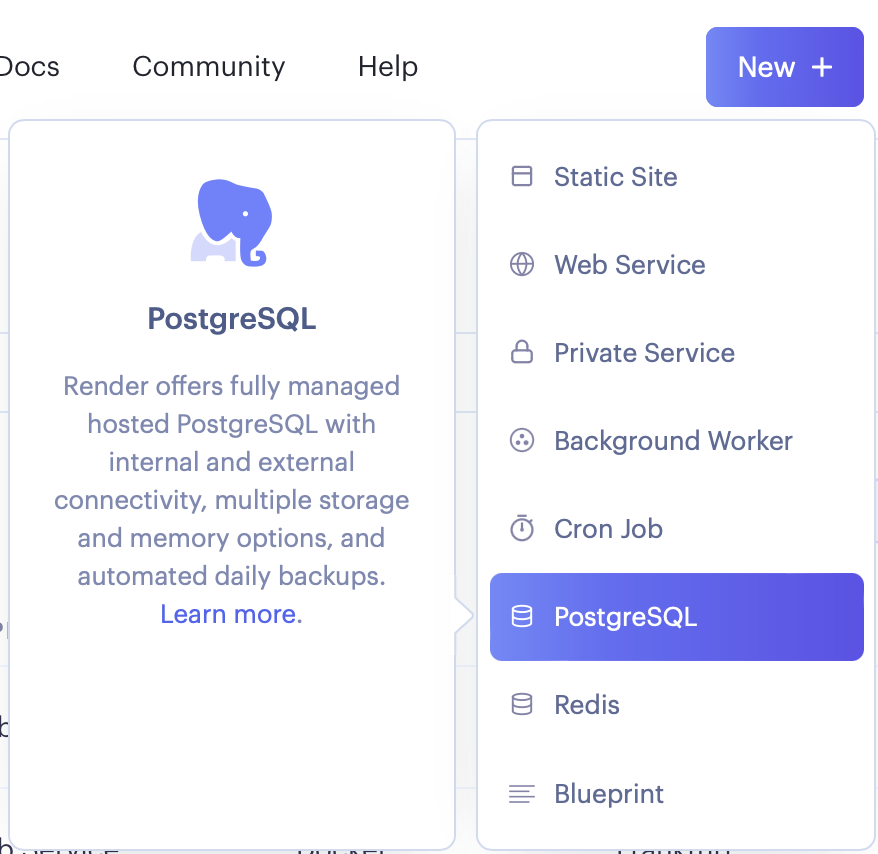 Docs Community Help New +
PostgreSQL
Render offers fully managed
hosted PostgreSQL with
internal and external
connectivity, multiple storage
and memory options, and
automated daily backups.
Learn more.
Static Site
Web Service
Private Service
Background Worker
Cron Job
PostgreSQL
Redis
Blueprint